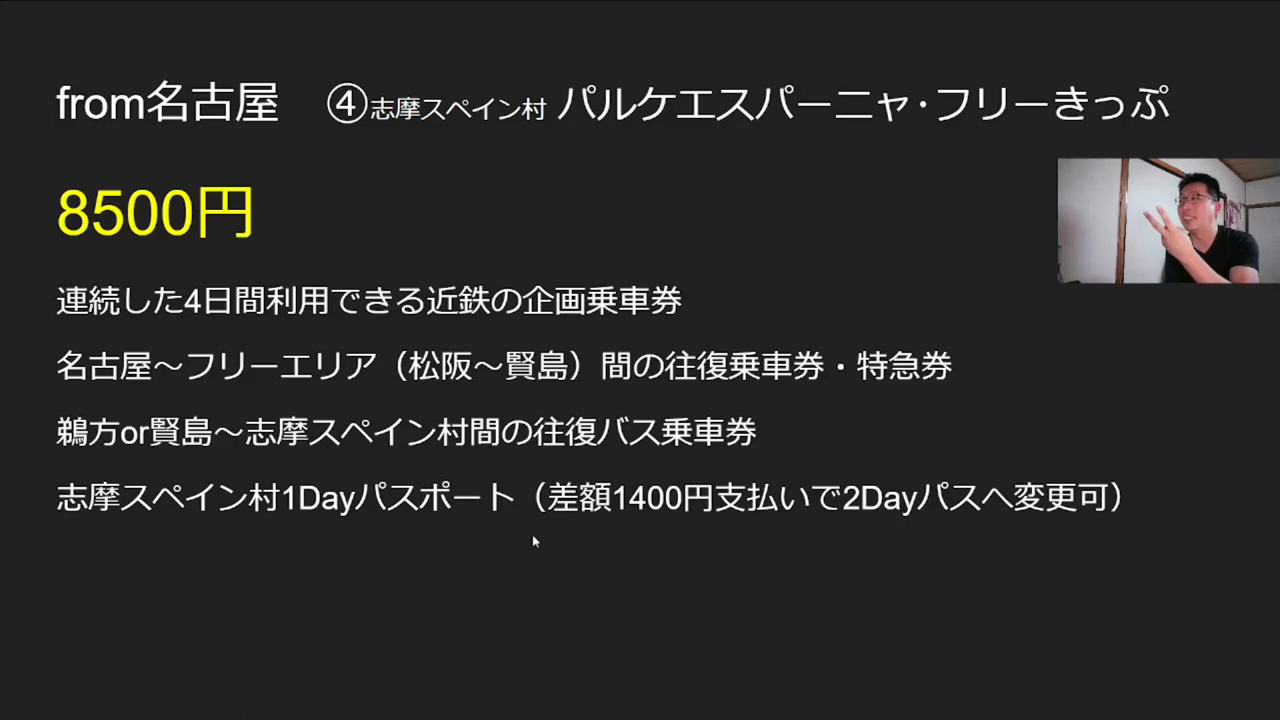 from名古屋　④志摩スペイン村 パルケエスパーニャ・フリーきっぷ
8500円
連続した4日間利用できる近鉄の企画乗車券
名古屋～フリーエリア（松阪～賢島）間の往復乗車券・特急券
鵜方or賢島～志摩スペイン村間の往復バス乗車券
志摩スペイン村1Dayパスポート（差額1400円支払いで2Dayパスへ変更可）